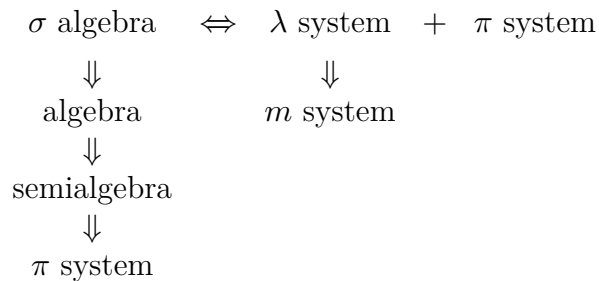 σ algebra ⇔ λ system + π system
⇓ ⇓
algebra m system
⇓
semialgebra
⇓
π system